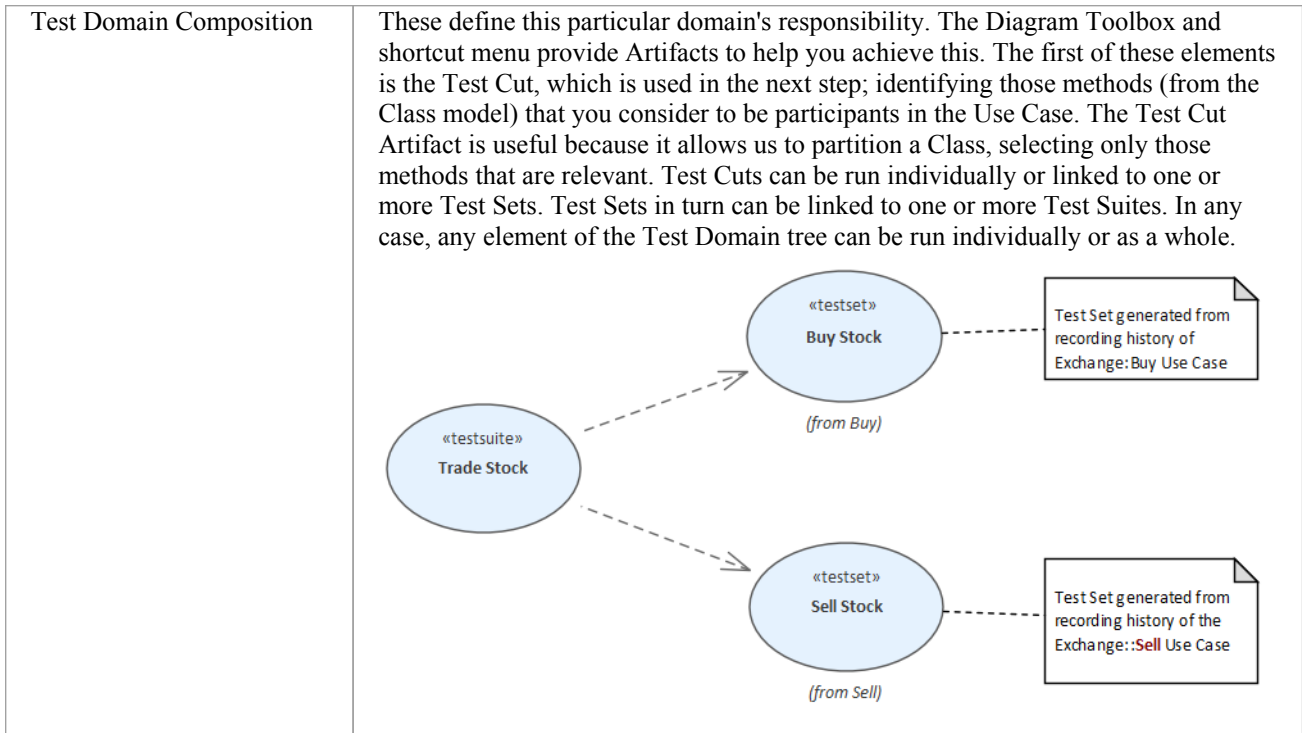 Test Domain Composition
These define this particular domain's responsibility. The Diagram Toolbox and
shortcut menu provide Artifacts to help you achieve this. The first of these elements
is the Test Cut, which is used in the next step; identifying those methods (from the
Class model) that you consider to be participants in the Use Case. The Test Cut
Artifact is useful because it allows us to partition a Class, selecting only those
methods that are relevant. Test Cuts can be run individually or linked to one or
more Test Sets. Test Sets in turn can be linked to one or more Test Suites. In any
case, any element of the Test Domain tree can be run individually or as a whole.
«testset»
Buy Stock
(from Buy)
Test Set generated from
recording history of
Exchange:Buy Use Case
«testsuite»
Trade Stock
«testset»
Sell Stock
(from Sell)
Test Set generated from
recording history of the
Exchange::Sell Use Case